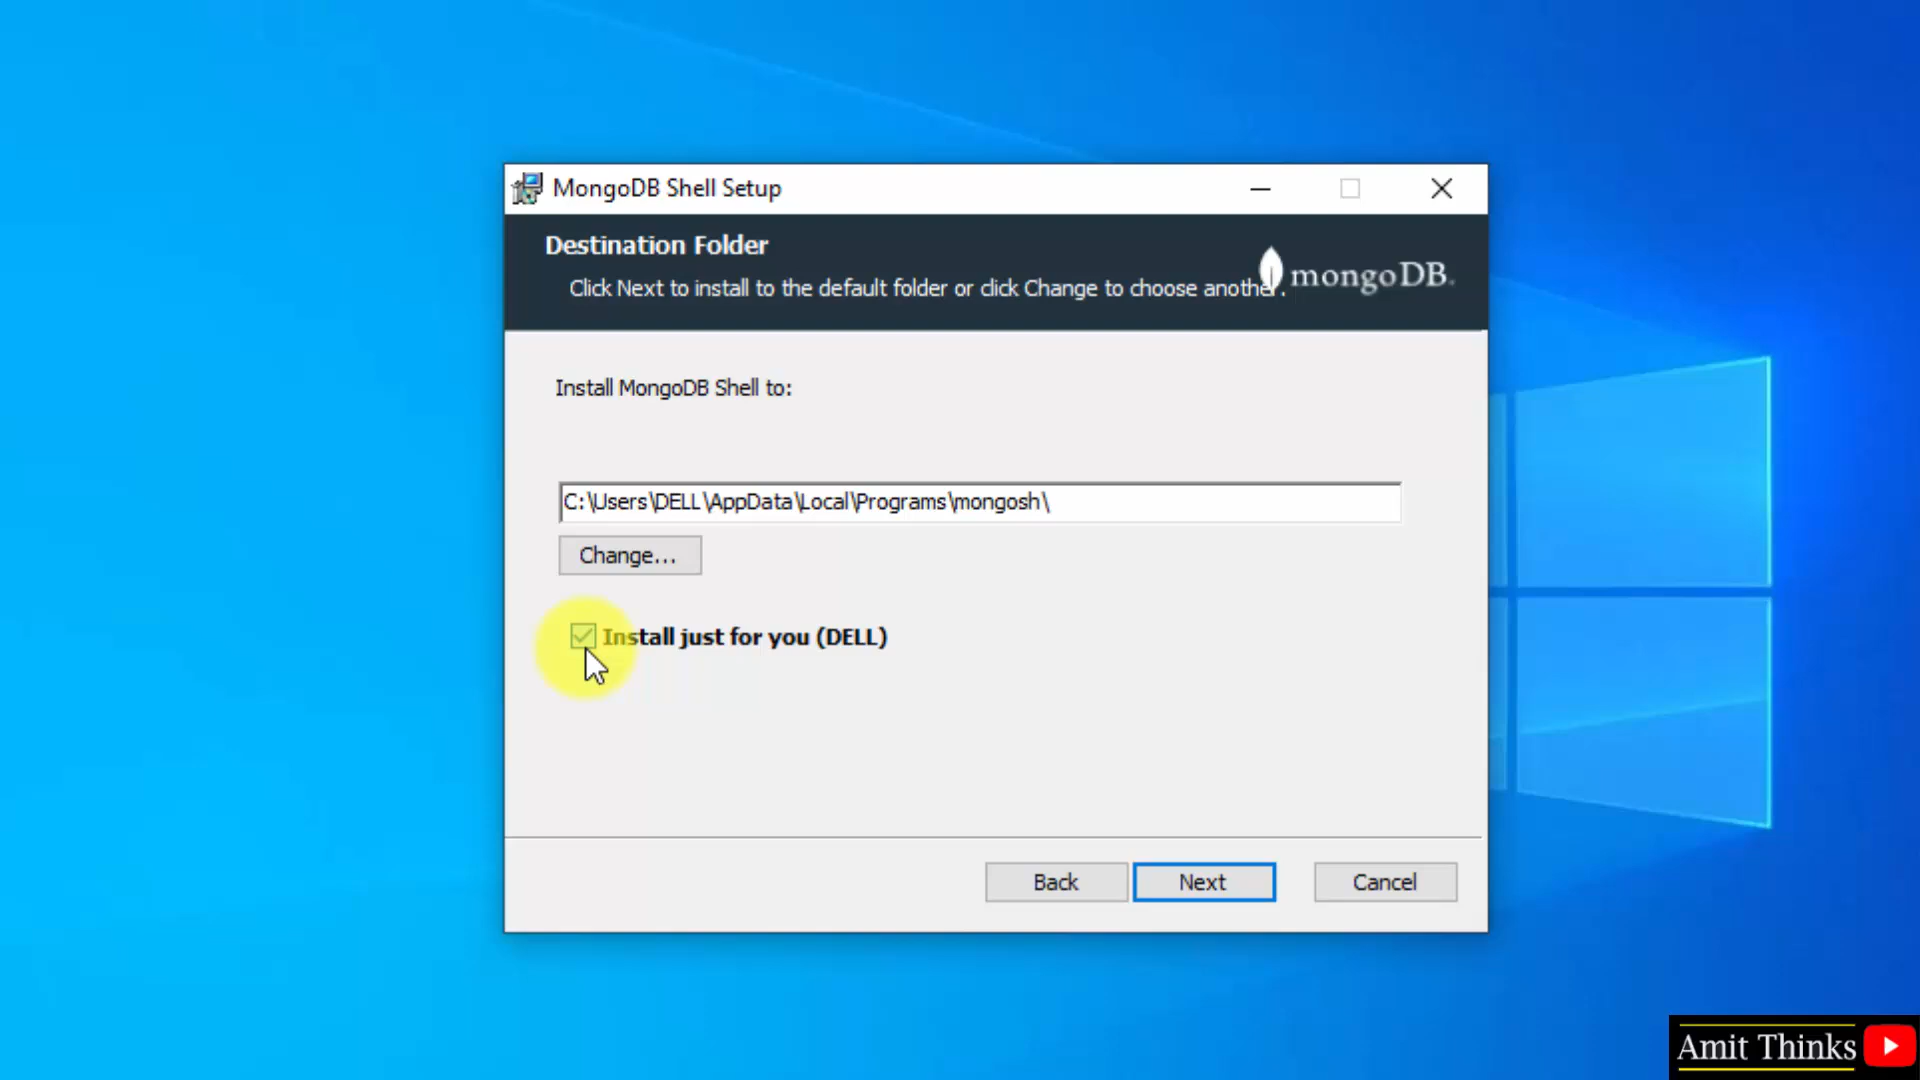 MongoDB Shell Setup
Destination Folder
Click Next to install to the default folder or click Change to choose another.
mongoDB.
Install MongoDB Shell to:
C:\Users\DELL\AppData\Local\Programs\mongosh\
Change...
Install just for you (DELL)
Back
Next
Cancel
Amit Thinks